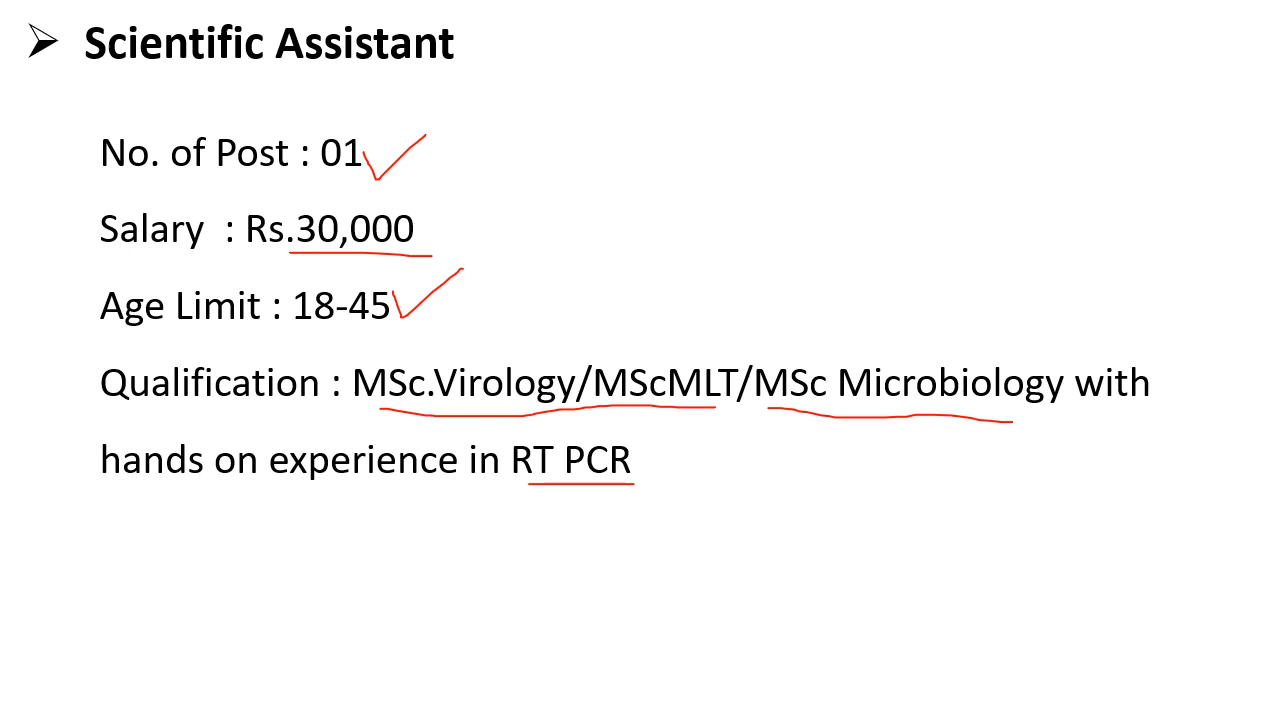 Scientific Assistant
No. of Post : 01
Salary : Rs.30,000
Age Limit : 18-45
Qualification : MSc.Virology/MScMLT/MSc Microbiology with
hands on experience in RT PCR